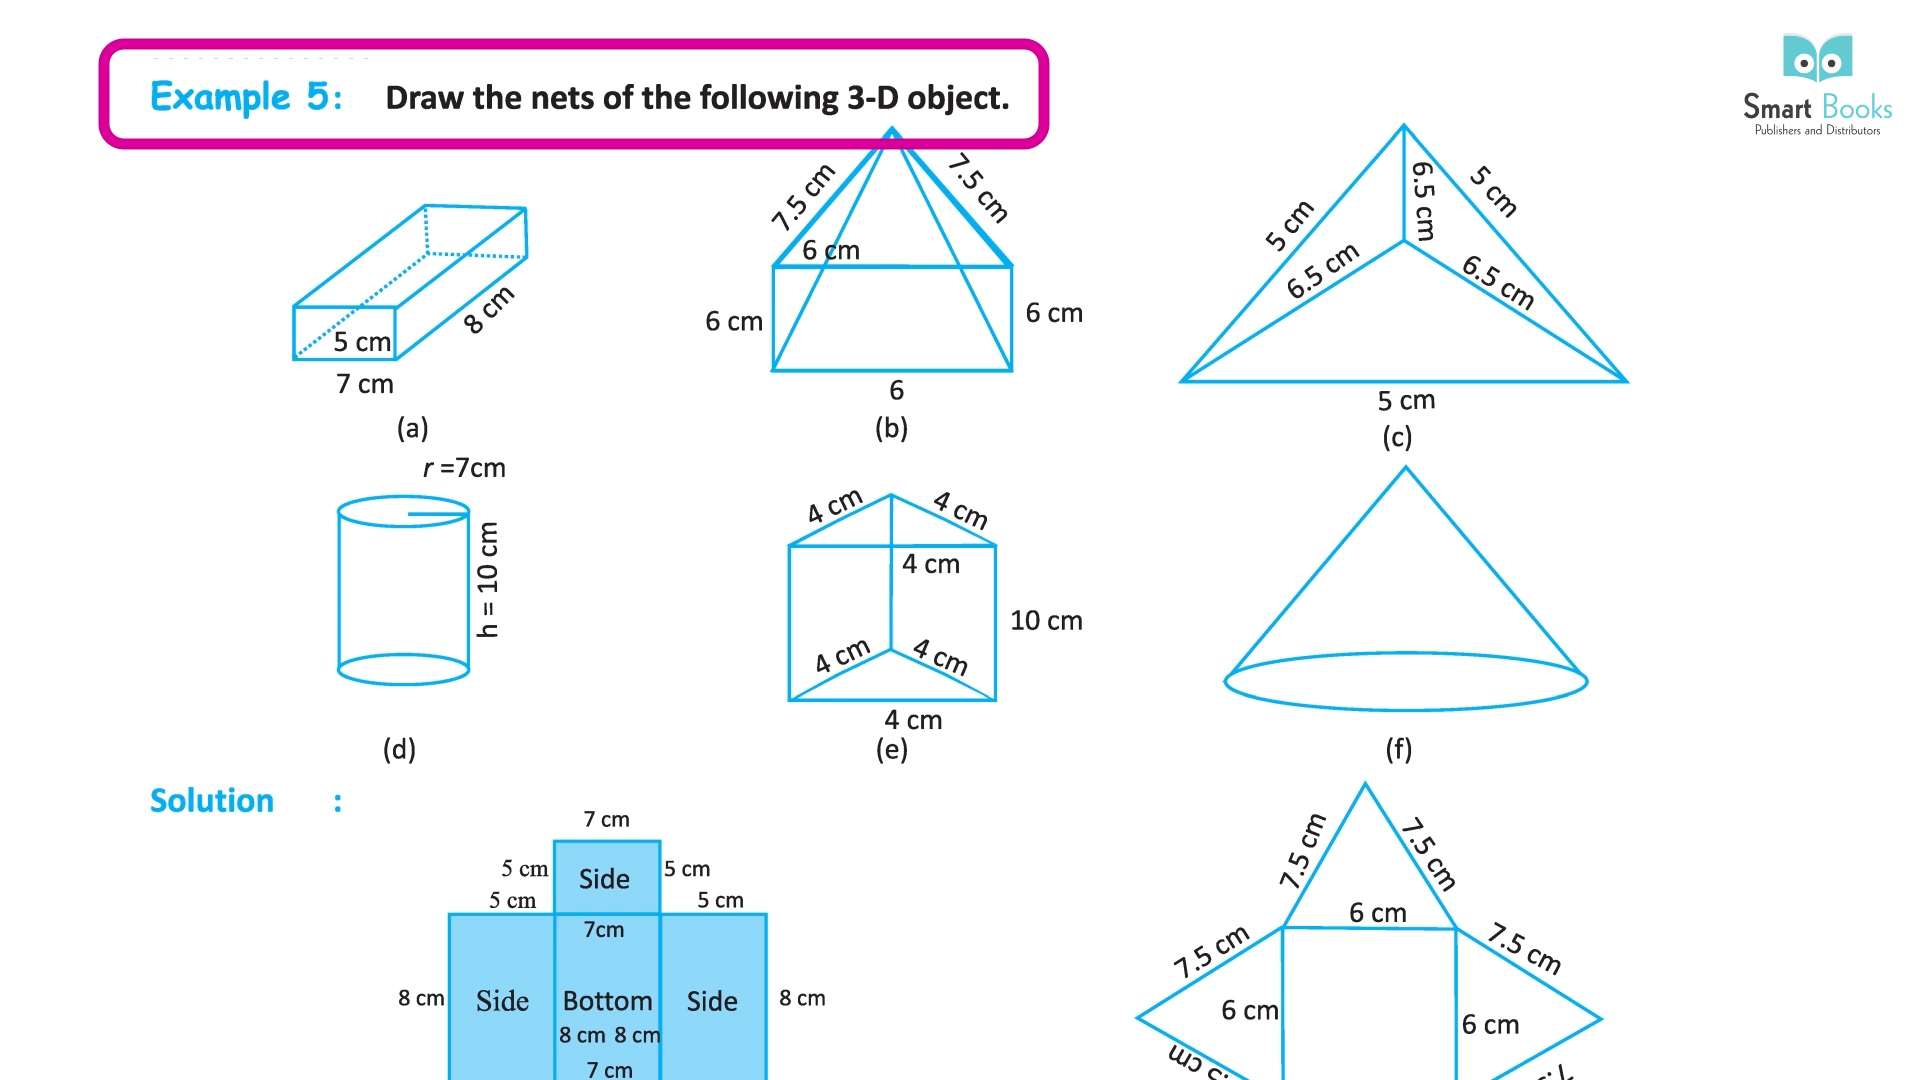 Example 5: Draw the nets of the following 3-D object.
Smart Books
Publishers and Distributors
5 cm
8 cm
7 cm
(a)
7.5 cm
7.5 cm
6 cm
6 cm
6 cm
6
(b)
5 cm
6.5 cm
5 cm
6.5 cm
6.5 cm
5 cm
(c)
r =7cm
h = 10 cm
(d)
4 cm
4 cm
4 cm
10 cm
4 cm
4 cm
4 cm
(e)
(f)
Solution :
7 cm
5 cm
Side
5 cm
5 cm
5 cm
7cm
8 cm
Side
Bottom
Side
8 cm
8 cm 8 cm
7 cm
7.5 cm
7.5 cm
6 cm
7.5 cm
7.5 cm
6 cm
6 cm